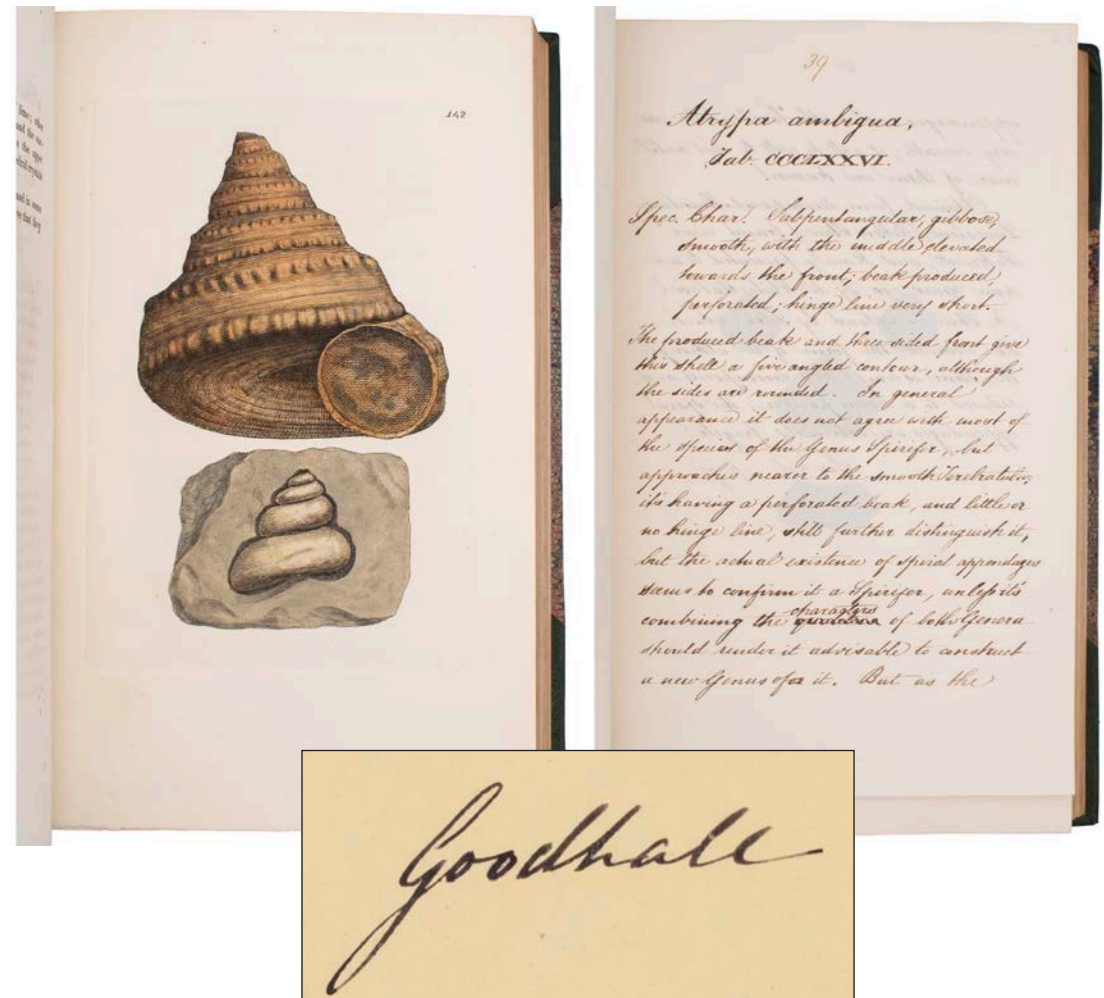 time; other
142
39
Atrypa ambigua,
Tab. CCCLXXVI.
Spec. Char. Subpentangular, gibbose,
smooth, with the middle elevated
towards the front; beak produced,
perforated; hinge line very short.
The produced beak and three sided front give
this shell a five angled contour, although
the sides are rounded. In general
appearance it does not agree with most of
the species of the Genus Spirifer, but
approaches nearer to the smooth Terebratulæ;
its having a perforated beak, and little or
no hinge line, still further distinguish it,
but the actual existence of spiral appendages
seems to confirm it a Spirifer, unless its
combining the characters of both Genera
should render it advisable to construct
a new Genus for it. But as the
Goodhall